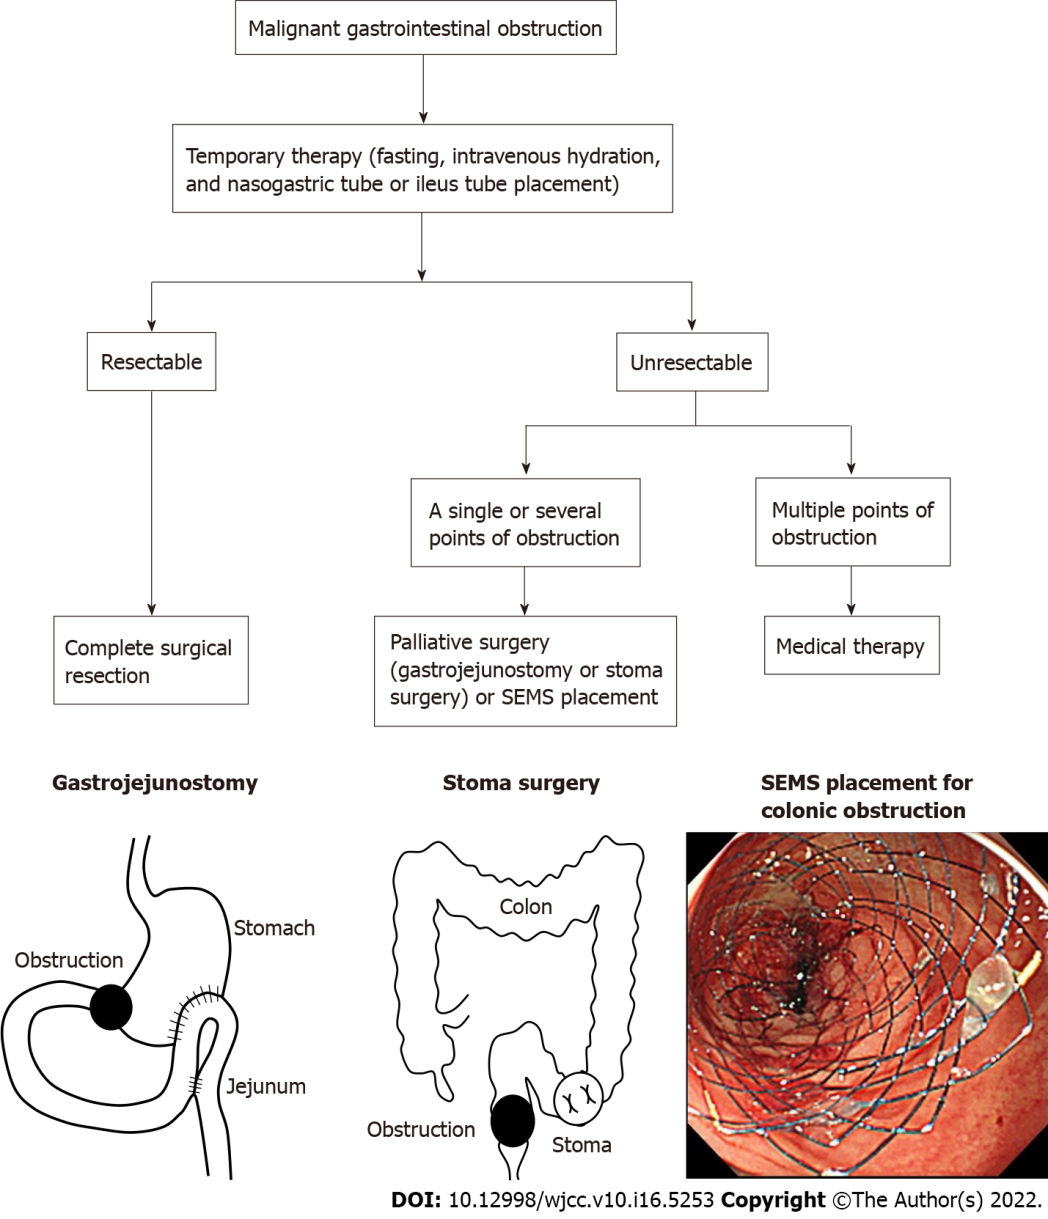 Malignant gastrointestinal obstruction
Temporary therapy (fasting, intravenous hydration,
and nasogastric tube or ileus tube placement)
Resectable
Unresectable
A single or several
points of obstruction
Multiple points of
obstruction
Complete surgical
resection
Palliative surgery
(gastrojejunostomy or stoma
surgery) or SEMS placement
Medical therapy
Gastrojejunostomy
Stoma surgery
SEMS placement for
colonic obstruction
Stomach
Obstruction
Jejunum
Colon
Obstruction
Stoma
DOI: 10.12998/wjcc.v10.i16.5253 Copyright ©The Author(s) 2022.